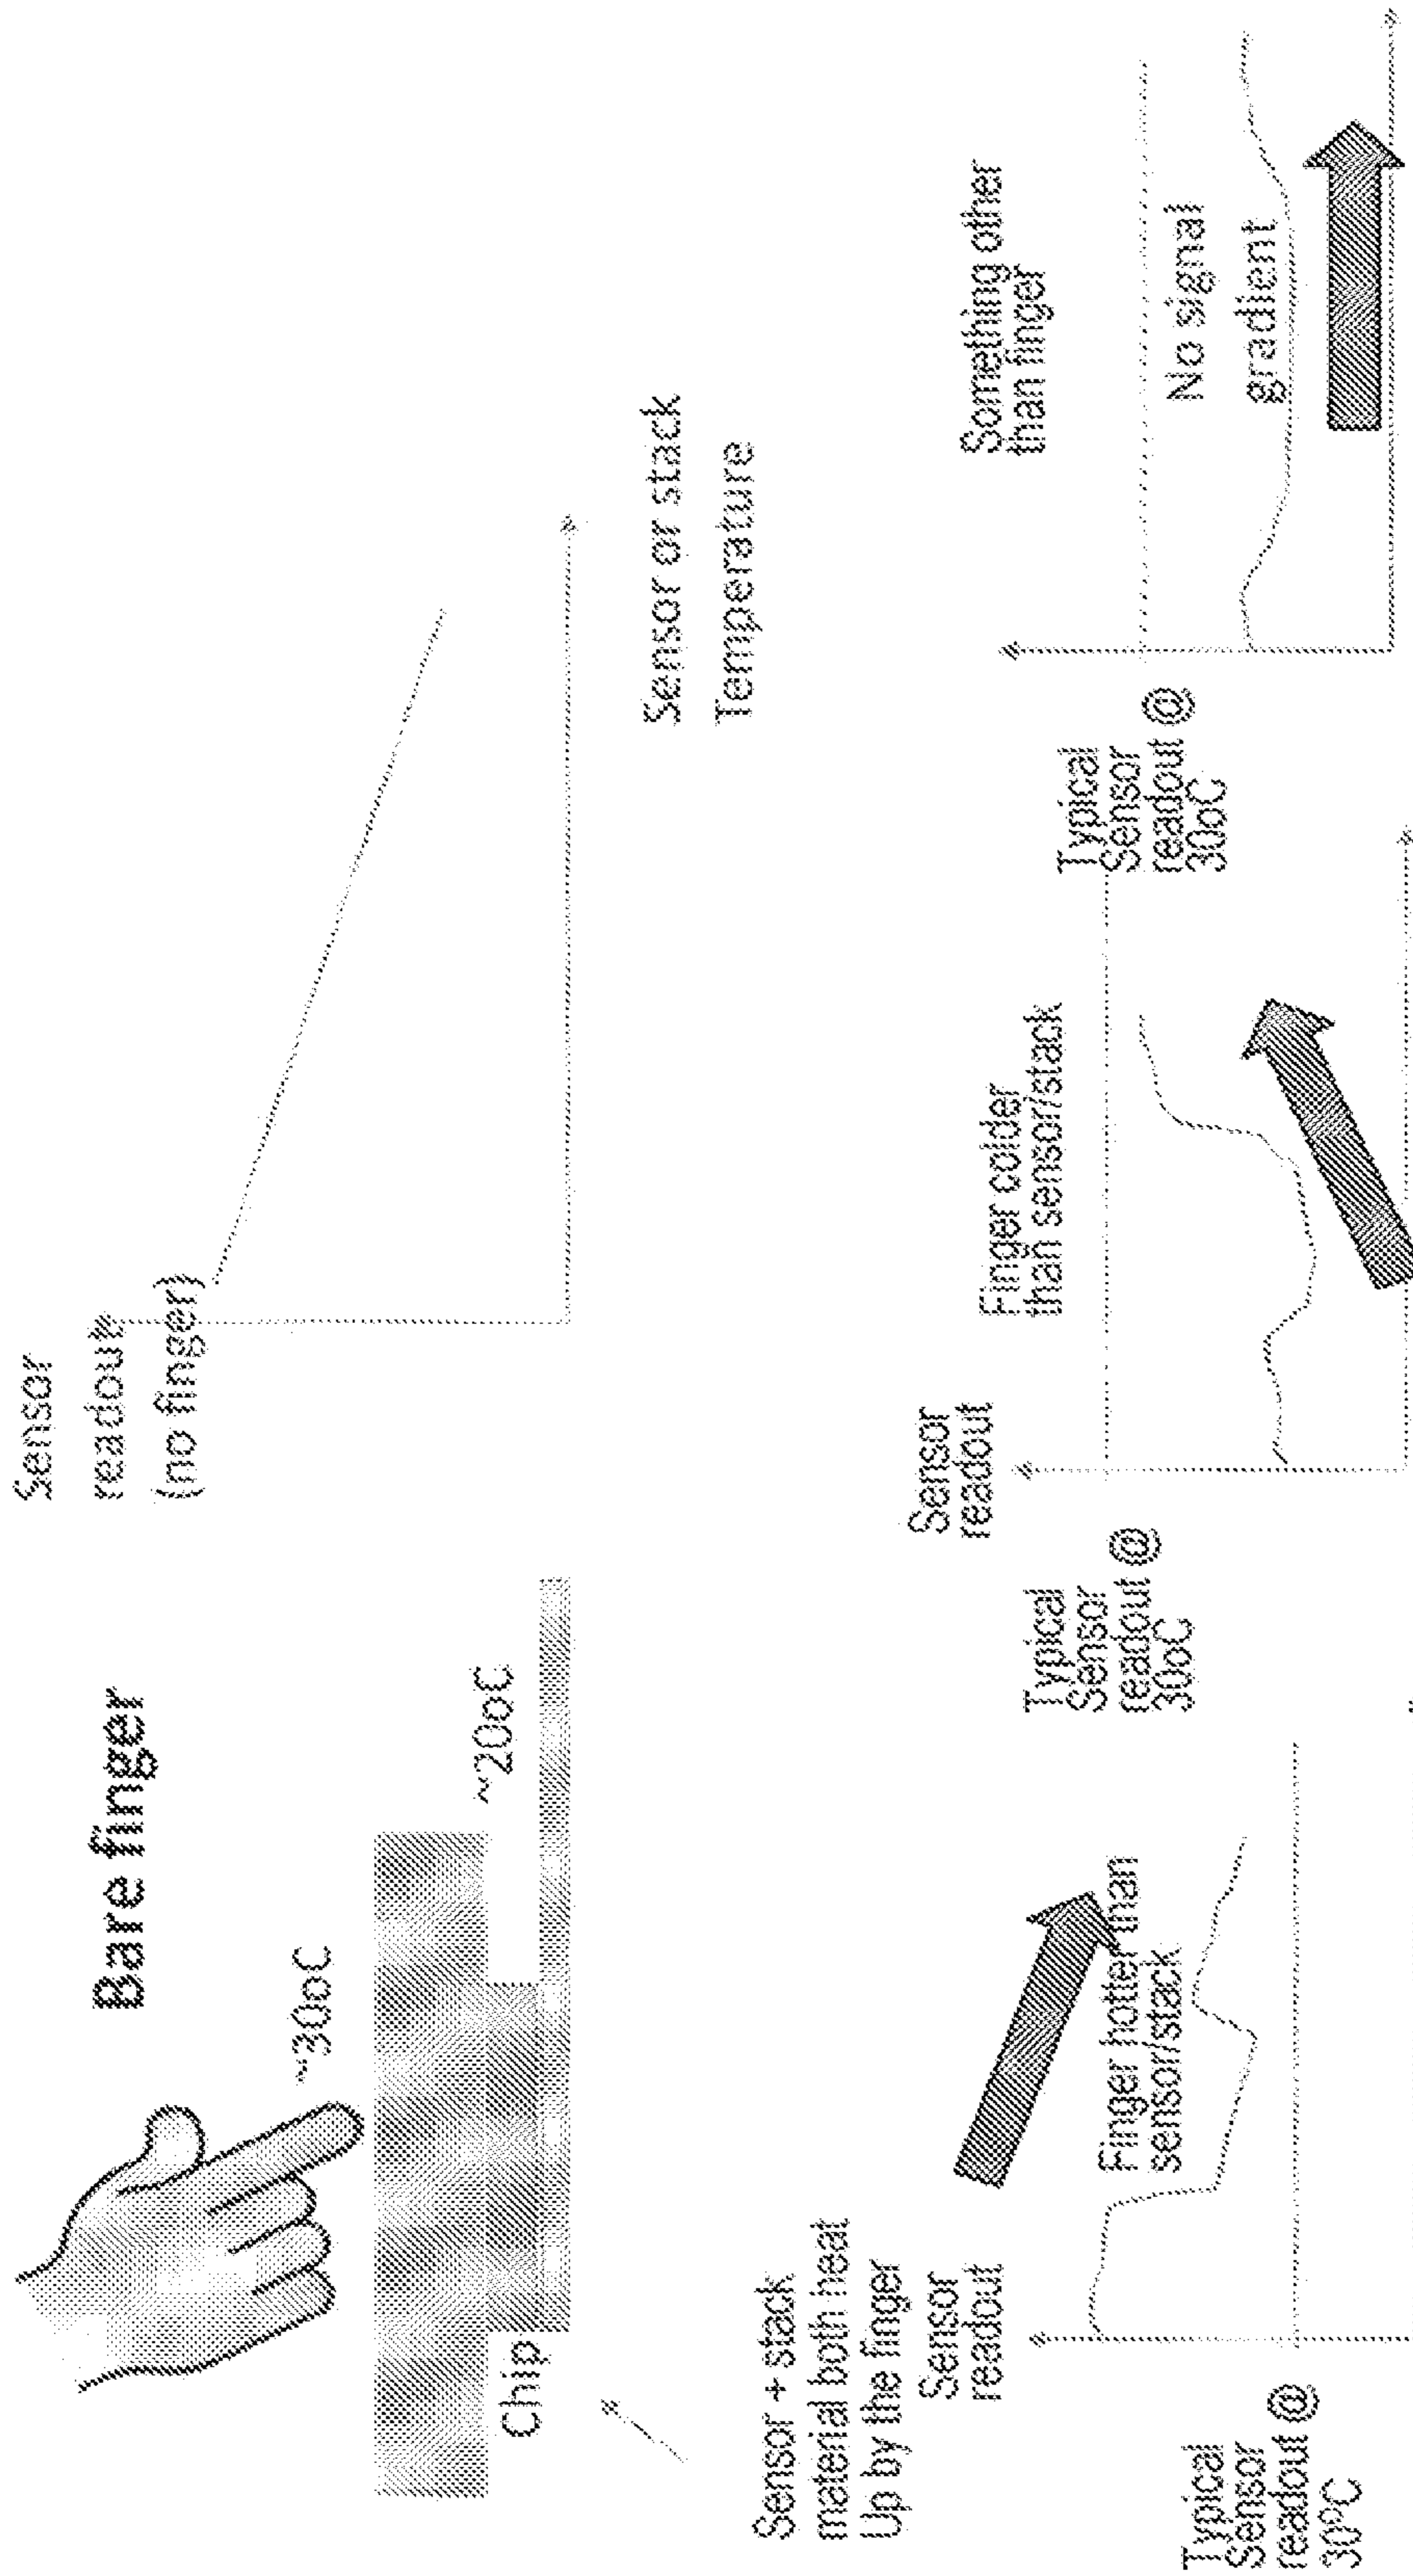 Bare finger
~30oC
~20oC
Chip
Sensor + stack
material both heat
Up by the finger
Sensor
readout
(no finger)
Sensor or stack
Temperature
Sensor
readout
Finger hotter than
sensor/stack
Typical
Sensor
readout @
30ºC
Sensor
readout
Finger colder
than sensor/stack
Typical
Sensor
readout @
30oC
Something other
than finger
No signal
gradient
Typical
Sensor
readout @
30oC